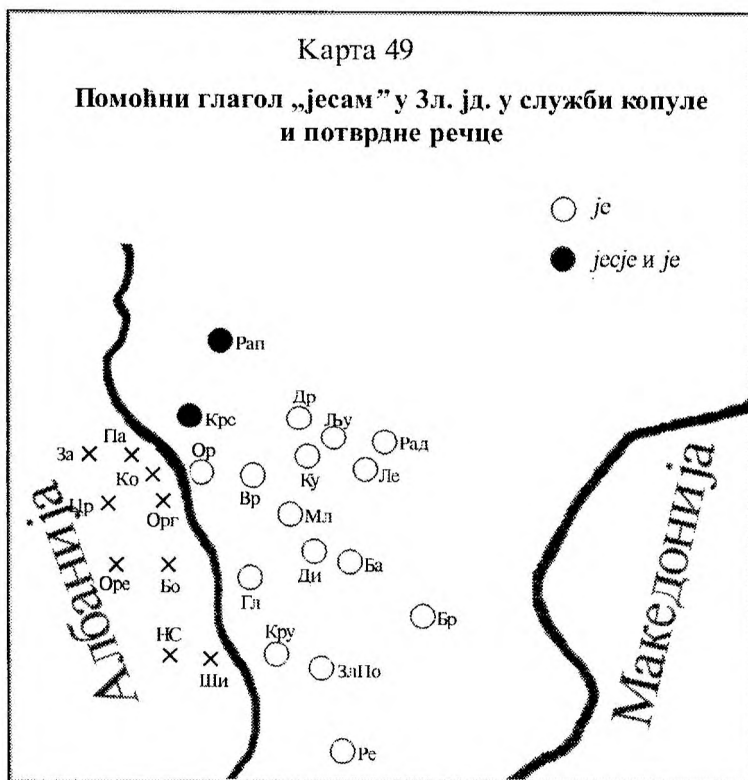 Карта 49
Помоћни глагол „јесам” у 3л. јд. у служби копуле
и потврдне речце
је
јесје и је
Рап
Крс
Др
Љу
Рад
Па
За
Ор
Ко
Ку
Ле
Вр
Цр
Орг
Мл
Оре
Бо
Ди
Ба
Гл
Бр
НС
Ши
Кру
ЗлПо
Ре
Албанија
Македонија